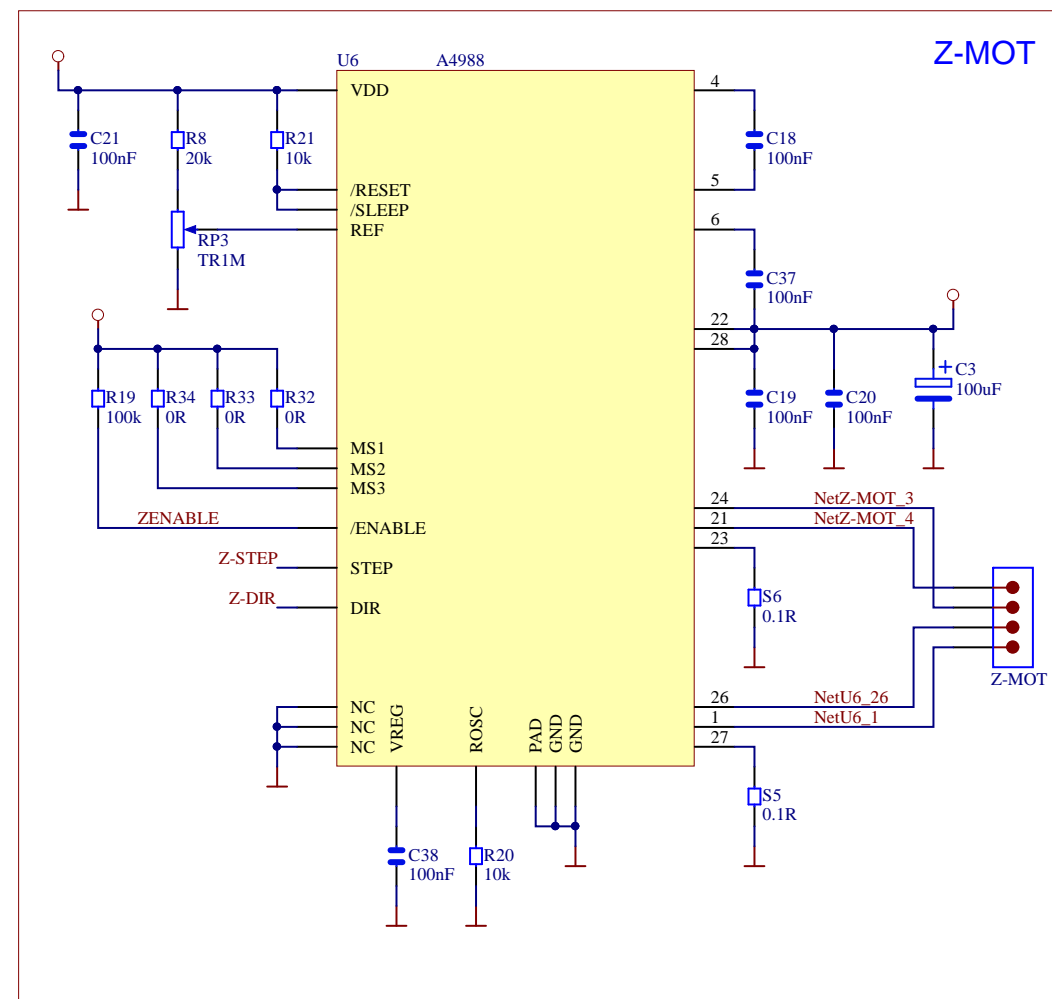 Z-MOT
U6
A4988
VDD
4
C21
100nF
R8
20k
R21
10k
C18
100nF
5
/RESET
/SLEEP
REF
6
RP3
TR1M
C37
100nF
22
28
C3
100uF
R19
100k
R34
0R
R33
0R
R32
0R
C19
100nF
C20
100nF
MS1
MS2
MS3
24
NetZ-MOT_3
ZENABLE
/ENABLE
21
NetZ-MOT_4
23
Z-STEP
STEP
Z-DIR
DIR
S6
0.1R
Z-MOT
NC
NC
NC
VREG
ROSC
PAD
GND
GND
26
NetU6_26
1
NetU6_1
27
S5
0.1R
C38
100nF
R20
10k